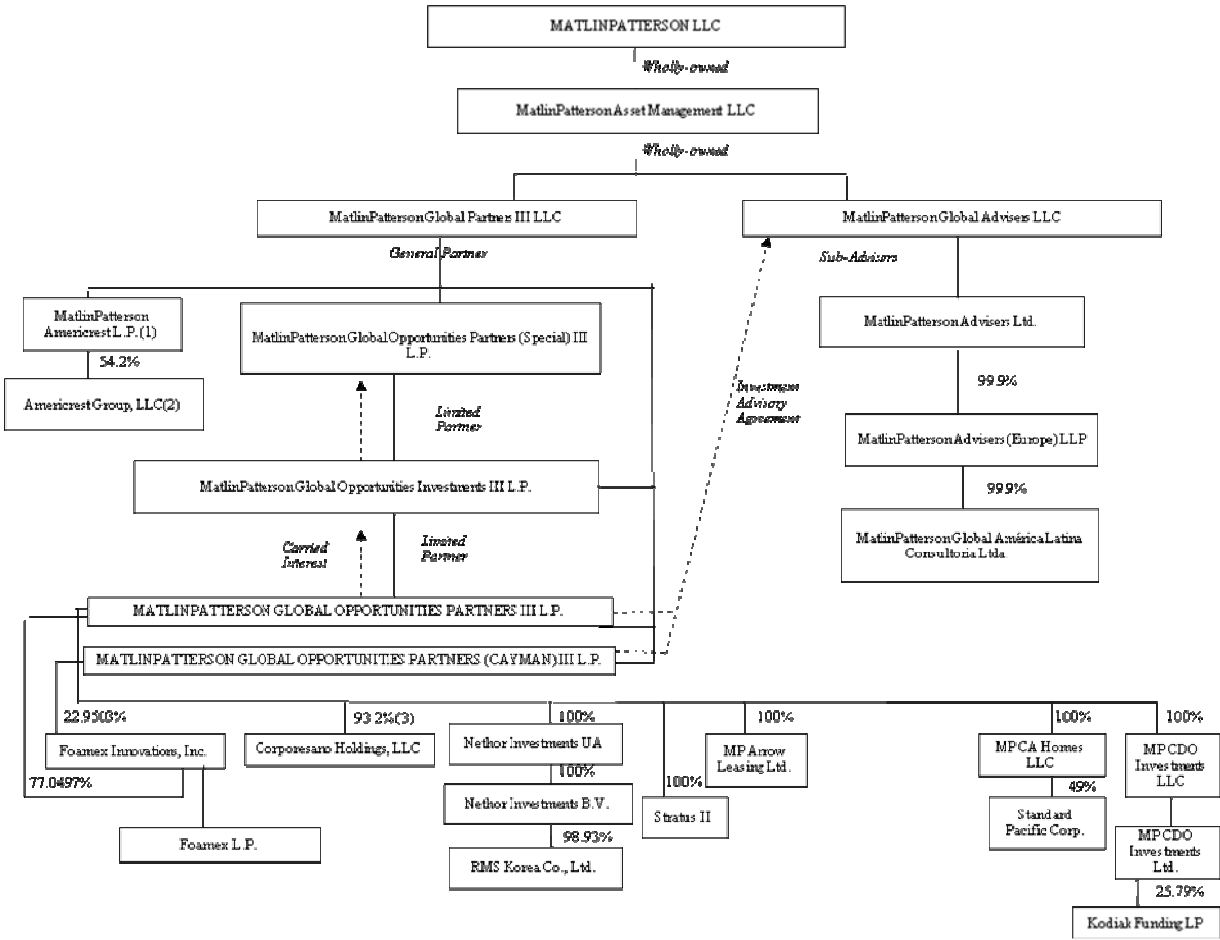 MATLINPATTERSON LLC
Wholly-owned
MatlinPatterson Asset Management LLC
Wholly-owned
MatlinPatterson Global Partners III LLC
MatlinPatterson Global Advisers LLC
General Partner
Sub-Advisors
MatlinPatterson
Americrest L.P.(1)
MatlinPatterson Global Opportunities Partners (Special) III
L.P.
MatlinPatterson Advisers Ltd.
54.2%
Americrest Group, LLC(2)
Limited
Partner
Investment
Advisory
Agreement
99.9%
MatlinPatterson Advisers (Europe) LLP
MatlinPatterson Global Opportunities Investments III L.P.
99.9%
Carried
Interest
Limited
Partner
MatlinPatterson Global América Latina
Consultoria Ltda
MATLINPATTERSON GLOBAL OPPORTUNITIES PARTNERS III L.P.
MATLINPATTERSON GLOBAL OPPORTUNITIES PARTNERS (CAYMAN) III L.P.
22.9503%
93.2%(3)
100%
100%
100%
100%
Foamex Innovations, Inc.
Corporesano Holdings, LLC
Nethor Investments UA
MP Arrow
Leasing Ltd.
MPCA Homes
LLC
MP CDO
Investments
LLC
77.0497%
100%
100%
49%
Nethor Investments B.V.
Stratus II
Standard
Pacific Corp.
Foamex L.P.
98.93%
RMS Korea Co., Ltd.
MP CDO
Investments
Ltd.
25.79%
Kodiak Funding LP